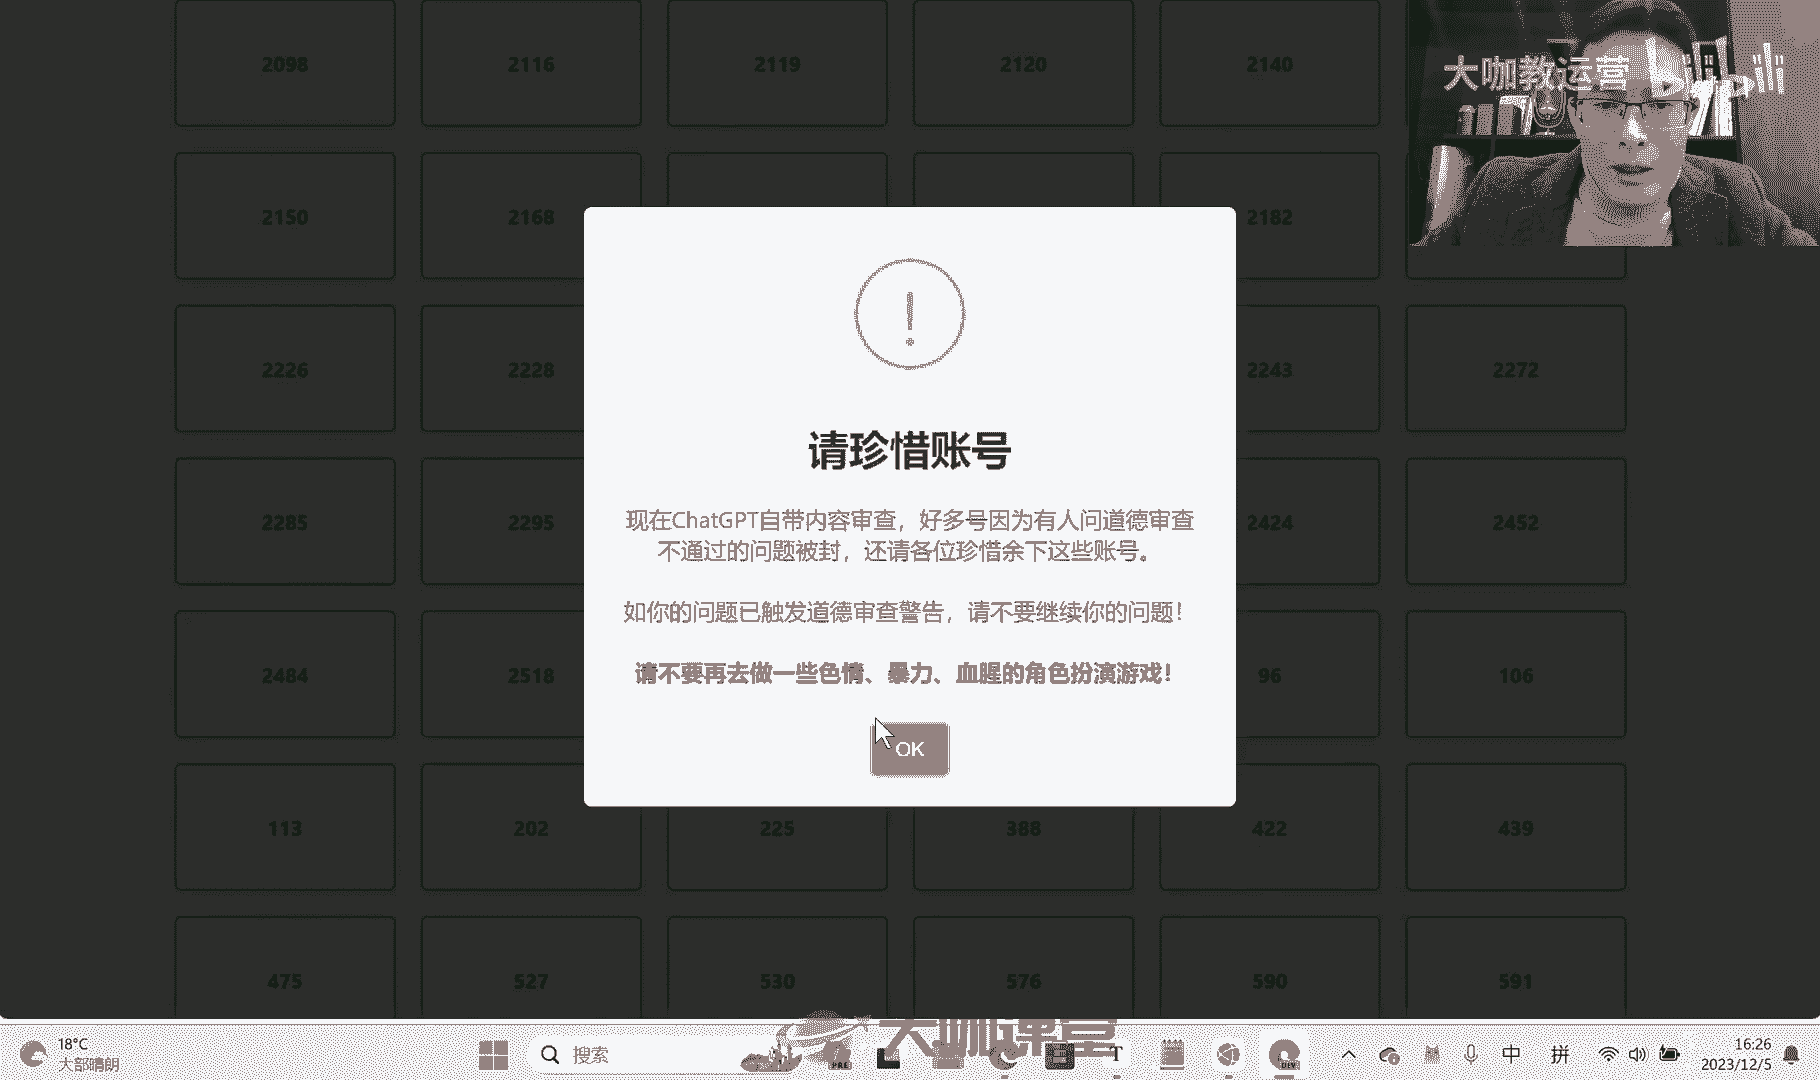 2098 2116 2119 2120 2140
大咖教运营 bilibili
2150 2168 2182
2226 2228 2243 2272
2285 2295 2424 2452
2484 2518 96 106
请珍惜账号
现在ChatGPT自带内容审查，好多号因为有人问道德审查
不通过的问题被封，还请各位珍惜余下这些账号。
如你的问题已触发道德审查警告，请不要继续你的问题！
请不要再去做一些色情、暴力、血腥的角色扮演游戏！
OK
113 202 225 388 422 439
475 527 530 576 590 591
大咖课堂
18°C
大部晴朗
搜索
PRE
T
DEV
中
拼
16:26
2023/12/5